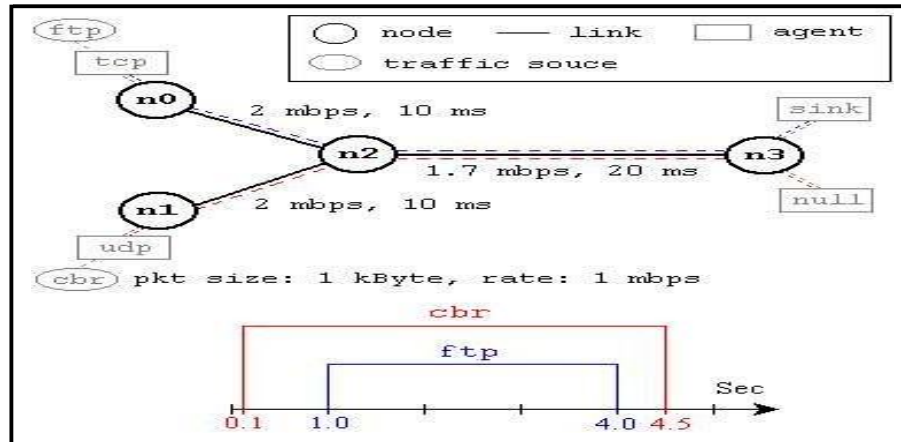 ftp
node link agent
tcp
traffic souce
n0
2 mbps, 10 ms
sink
n2
n3
1.7 mbps, 20 ms
n1
2 mbps, 10 ms
null
udp
cbr pkt size: 1 kByte, rate: 1 mbps
cbr
ftp
Sec
0.1 1.0 4.0 4.5